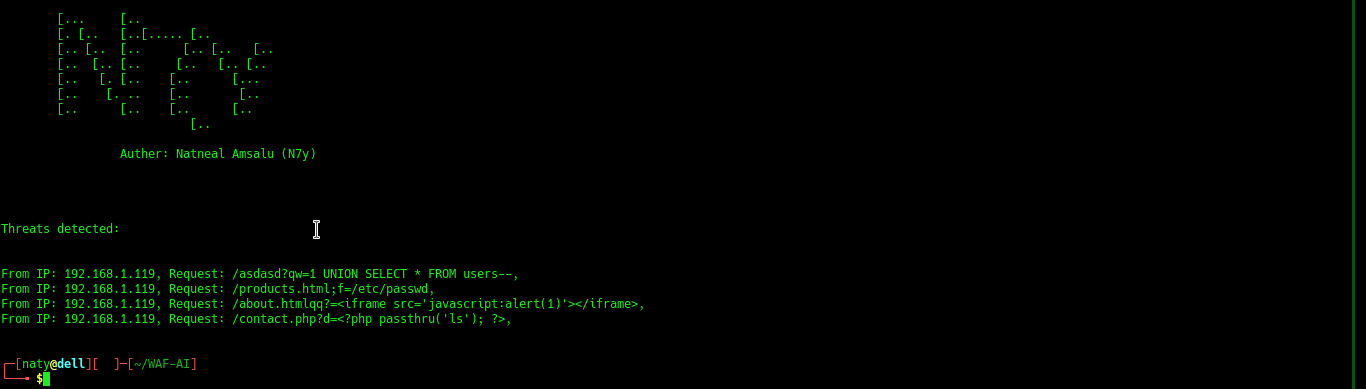 [...     [..
[. [..   [..[..... [..
[.. [..  [..      [.. [..   [..
[..  [.. [..     [..   [.. [..
[..   [. [..    [..      [...
[..    [. ..    [..       [..
[..      [..    [..      [..
[..
Auther: Natneal Amsalu (N7y)
Threats detected:
From IP: 192.168.1.119, Request: /asdasd?qw=1 UNION SELECT * FROM users--,
From IP: 192.168.1.119, Request: /products.html;f=/etc/passwd,
From IP: 192.168.1.119, Request: /about.htmlqq?=<iframe src='javascript:alert(1)'></iframe>,
From IP: 192.168.1.119, Request: /contact.php?d=<?php passthru('ls'); ?>,
┌─[naty@dell][  ]─[~/WAF-AI]
└──╼ $